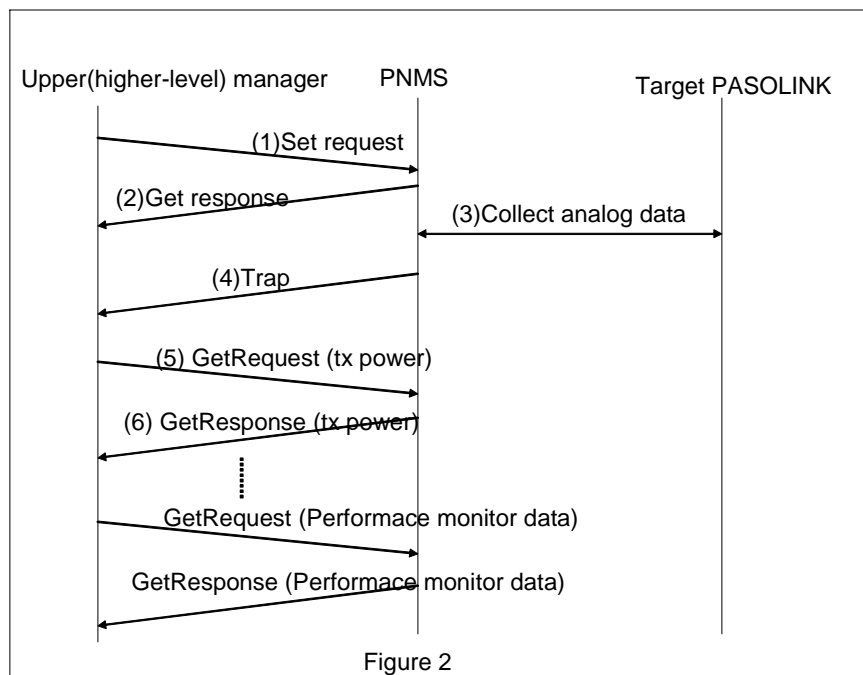 Upper(higher-level) manager
PNMS
Target PASOLINK
(1)Set request
(2)Get response
(3)Collect analog data
(4)Trap
(5) GetRequest (tx power)
(6) GetResponse (tx power)
GetRequest (Performace monitor data)
GetResponse (Performace monitor data)
Figure 2